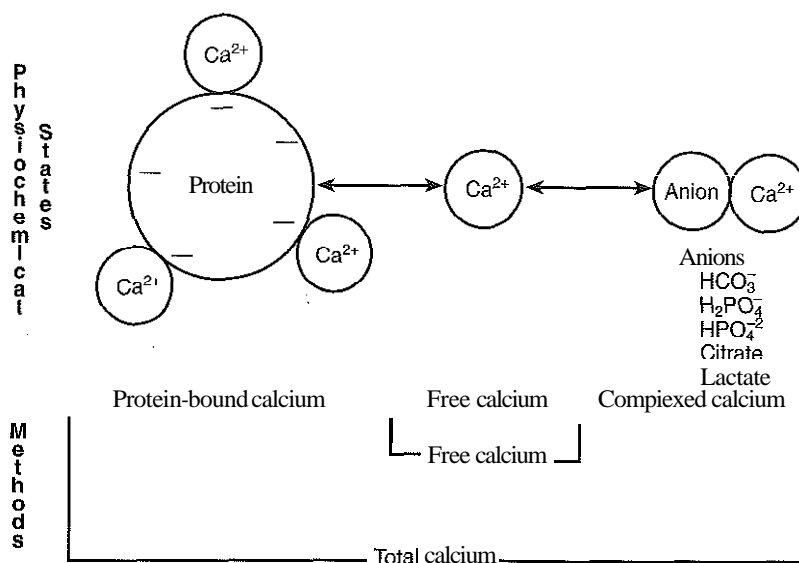 Physiochemlcat
States
Ca2+
Protein
Ca2+
Ca2+
Ca2+
Anion
Ca2+
Anions
HCO3−
H2PO4−
HPO4−2
Citrate
Lactate
Protein-bound calcium
Free calcium
Compiexed calcium
Methods
Free calcium
Total calcium